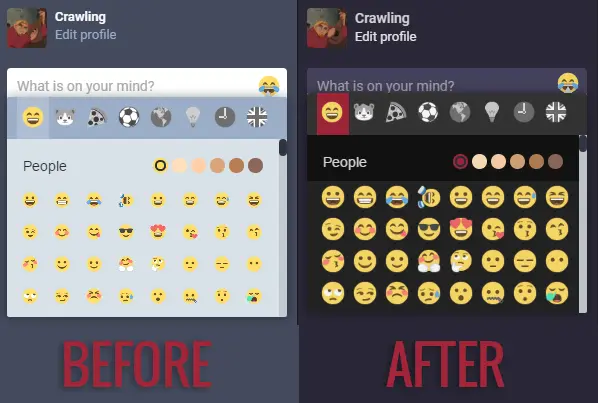 Crawling
Edit profile
What is on your mind?
People
BEFORE
Crawling
Edit profile
What is on your mind?
People
AFTER